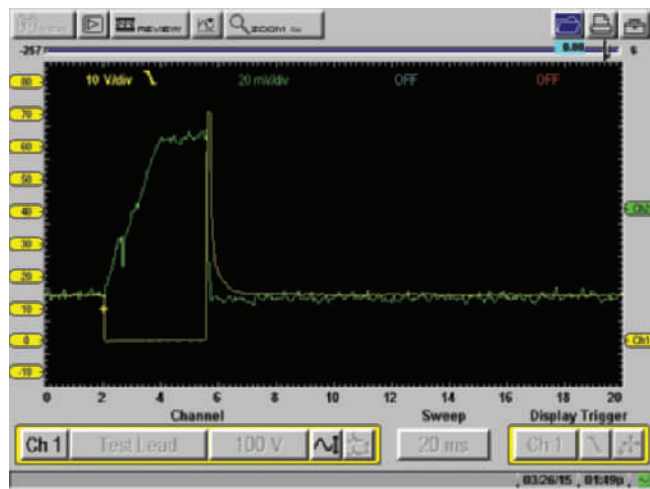 REVIEW ZOOM 1x
-257 0.00 6
10 V/div 20 mV/div OFF OFF
80
70
60
50
40 Ch2
30
20
10
0 Ch1
-10
0 2 4 6 8 10 12 14 16 18 20
Channel Sweep Display Trigger
Ch 1 Test Lead 100 V 20 ms Ch 1
03/26/15 01:49p